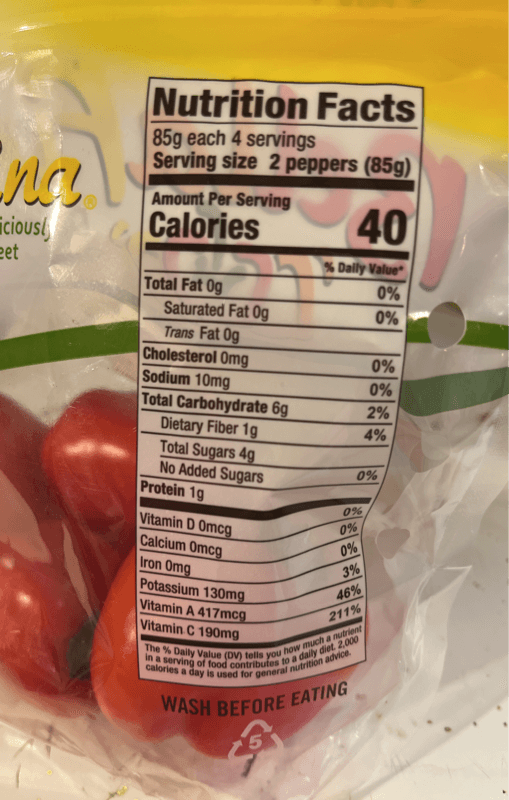 na®
iciously
eet
Nutrition Facts
85g each 4 servings
Serving size 2 peppers (85g)
Amount Per Serving
Calories 40
% Daily Value*
Total Fat 0g 0%
Saturated Fat 0g 0%
Trans Fat 0g
Cholesterol 0mg 0%
Sodium 10mg 0%
Total Carbohydrate 6g 2%
Dietary Fiber 1g 4%
Total Sugars 4g
No Added Sugars 0%
Protein 1g
Vitamin D 0mcg 0%
Calcium 0mcg 0%
Iron 0mg 0%
Potassium 130mg 3%
Vitamin A 417mcg 46%
Vitamin C 190mg 211%
The % Daily Value (DV) tells you how much a nutrient
in a serving of food contributes to a daily diet. 2,000
calories a day is used for general nutrition advice.
WASH BEFORE EATING
5